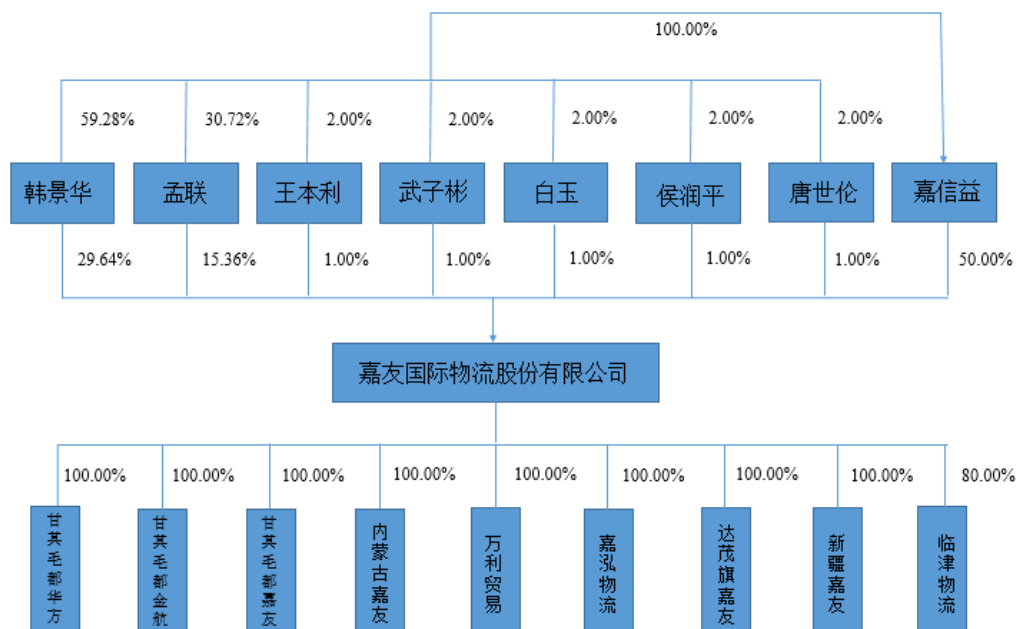 100.00%
59.28%
30.72%
2.00%
2.00%
2.00%
2.00%
2.00%
韩景华
孟联
王本利
武子彬
白玉
侯润平
唐世伦
嘉信益
29.64%
15.36%
1.00%
1.00%
1.00%
1.00%
1.00%
50.00%
嘉友国际物流股份有限公司
100.00%
100.00%
100.00%
100.00%
100.00%
100.00%
100.00%
100.00%
80.00%
甘其毛都华方
甘其毛都金航
甘其毛都嘉友
内蒙古嘉友
万利贸易
嘉泓物流
达茂旗嘉友
新疆嘉友
临津物流